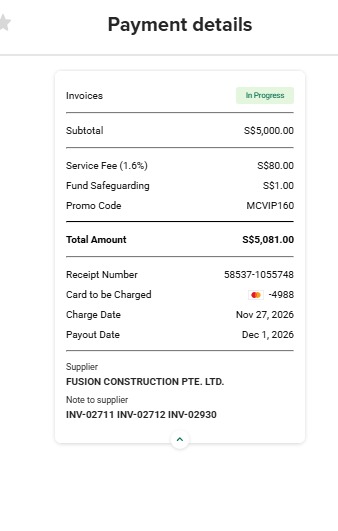 Payment details
Invoices In Progress
Subtotal S$5,000.00
Service Fee (1.6%) S$80.00
Fund Safeguarding S$1.00
Promo Code MCVIP160
Total Amount S$5,081.00
Receipt Number 58537-1055748
Card to be Charged -4988
Charge Date Nov 27, 2026
Payout Date Dec 1, 2026
Supplier
FUSION CONSTRUCTION PTE. LTD.
Note to supplier
INV-02711 INV-02712 INV-02930